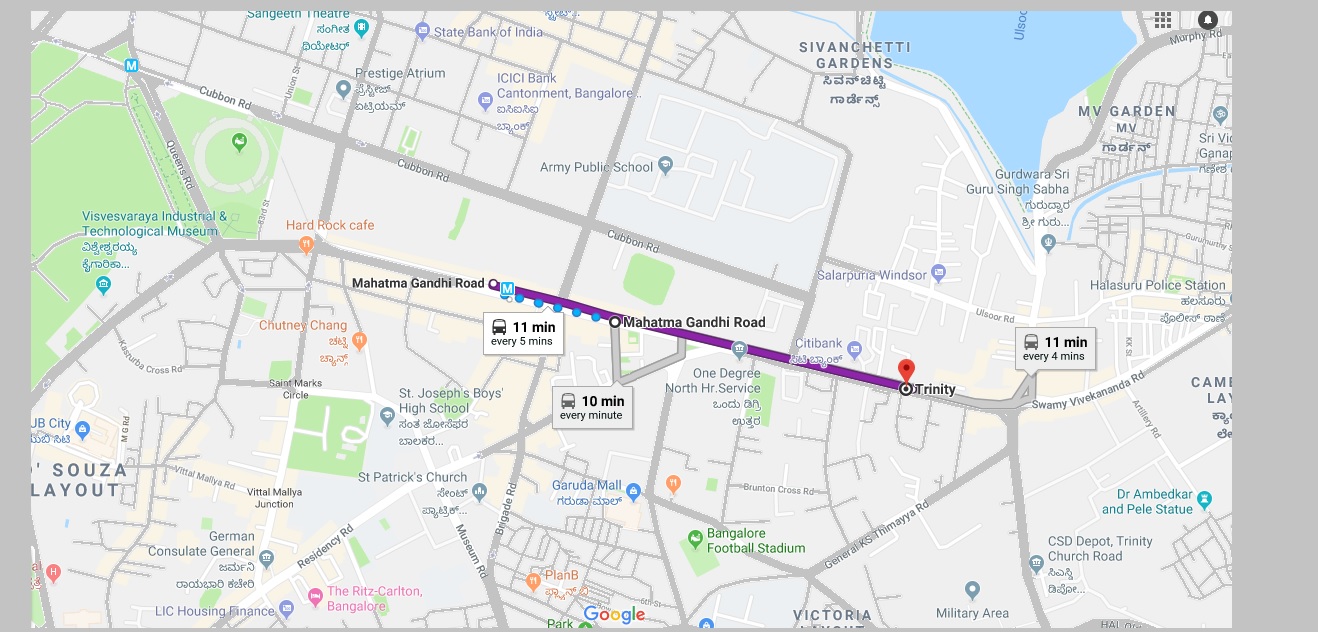 Sangeeth Theatre
ಸಂಗೀತ
ಥಿಯೇಟರ್
State Bank of India
Ulsoo
Murphy Rd
SIVANCHETTI
GARDENS
ಸಿವನ್‌ಚೆಟ್ಟಿ
ಗಾರ್ಡೆನ್ಸ್
M
Prestige Atrium
ಪ್ರೆಸ್ಟೀಜ್
ಏಟ್ರಿಯಮ್
Union St
ICICI Bank
Cantonment, Bangalore...
ಐಸಿಐಸಿಐ
ಬ್ಯಾಂಕ್
Cubbon Rd
MV GARDEN
MV
ಗಾರ್ಡನ್
Sri Vi
Ganap
ಗಣೇಶ
Queens Rd
Cubbon Rd
Army Public School
Gurdwara Sri
Guru Singh Sabha
ಗುರುದ್ವಾರ
ಶ್ರೀ ಗುರು...
Visvesvaraya Industrial &
Technological Museum
ವಿಶ್ವೇಶ್ವರಯ್ಯ
ಕೈಗಾರಿಕಾ...
Hard Rock cafe
Cubbon Rd
Salarpuria Windsor
Mahatma Gandhi Road
M
Halasuru Police Station
ಹಲಸೂರು
ಪೊಲೀಸ್ ಠಾಣೆ
Ulsoor Rd
Chutney Chang
ಚಟ್ನಿ
ಚ್ಯಾನ್ಗ್
11 min
every 5 mins
Mahatma Gandhi Road
Citibank
ಸಿಟಿಬ್ಯಾಂಕ್
11 min
every 4 mins
Kasturba Cross Rd
Saint Marks
Circle
One Degree
North Hr.Service
ಒಂದು ಡಿಗ್ರಿ
ಉತ್ತರ
Trinity
Swamy Vivekananda Rd
10 min
every minute
St. Joseph's Boys'
High School
ಸಂತ ಜೋಸೆಫರ
ಬಾಲಕರ...
UB City
ಯುಬಿ ಸಿಟಿ
M G Rd
Artillery Rd
CAME
LAY
D' SOUZA
LAYOUT
Vittal Mallya Rd
Vittal Mallya
Junction
St Patrick's Church
ಸೇಂಟ್
ಪ್ಯಾಟ್ರಿಕ್...
Garuda Mall
ಗರುಡಾ ಮಾಲ್
Brunton Cross Rd
Dr Ambedkar
and Pele Statue
Brigade Rd
Museum Rd
Residency Rd
German
Consulate General
ಜರ್ಮನಿ
ರಾಯಭಾರಿ ಕಚೇರಿ
Bangalore
Football Stadium
General KS Thimayya Rd
CSD Depot, Trinity
Church Road
ಸಿಎಸ್ಡಿ
ಡಿಪೋ...
The Ritz-Carlton,
Bangalore
PlanB
ಪ್ಲ್ಯಾನ್ ಬಿ
H
LIC Housing Finance
Google
Park
VICTORIA
Military Area
HAL